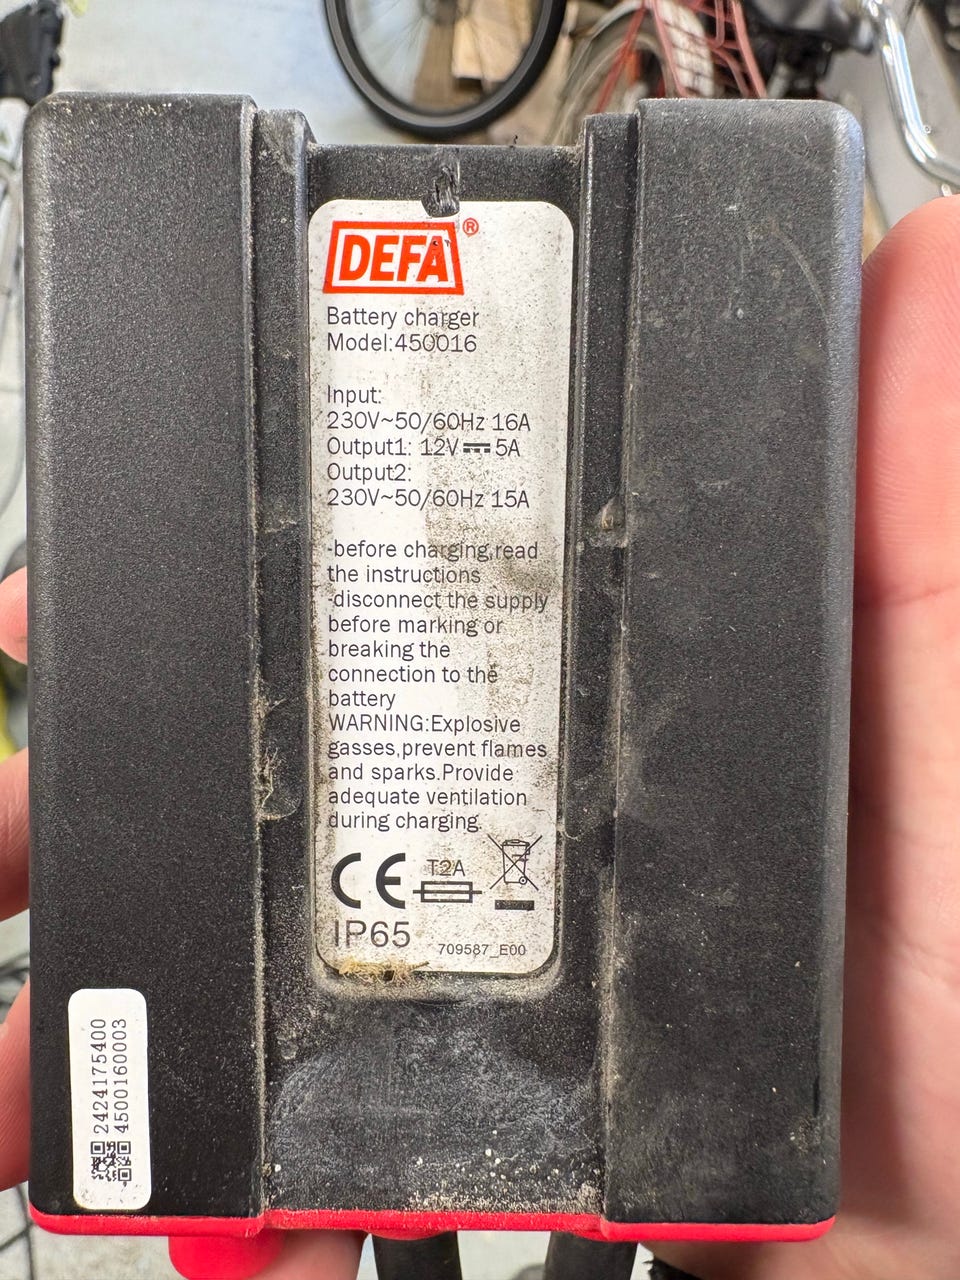 DEFA®
Battery charger
Model:450016
Input:
230V~50/60Hz 16A
Output1: 12V⎓5A
Output2:
230V~50/60Hz 15A
-before charging,read
the instructions
-disconnect the supply
before marking or
breaking the
connection to the
battery
WARNING:Explosive
gasses,prevent flames
and sparks.Provide
adequate ventilation
during charging.
CE T2A
IP65 709587_E00
2424175400
4500160003